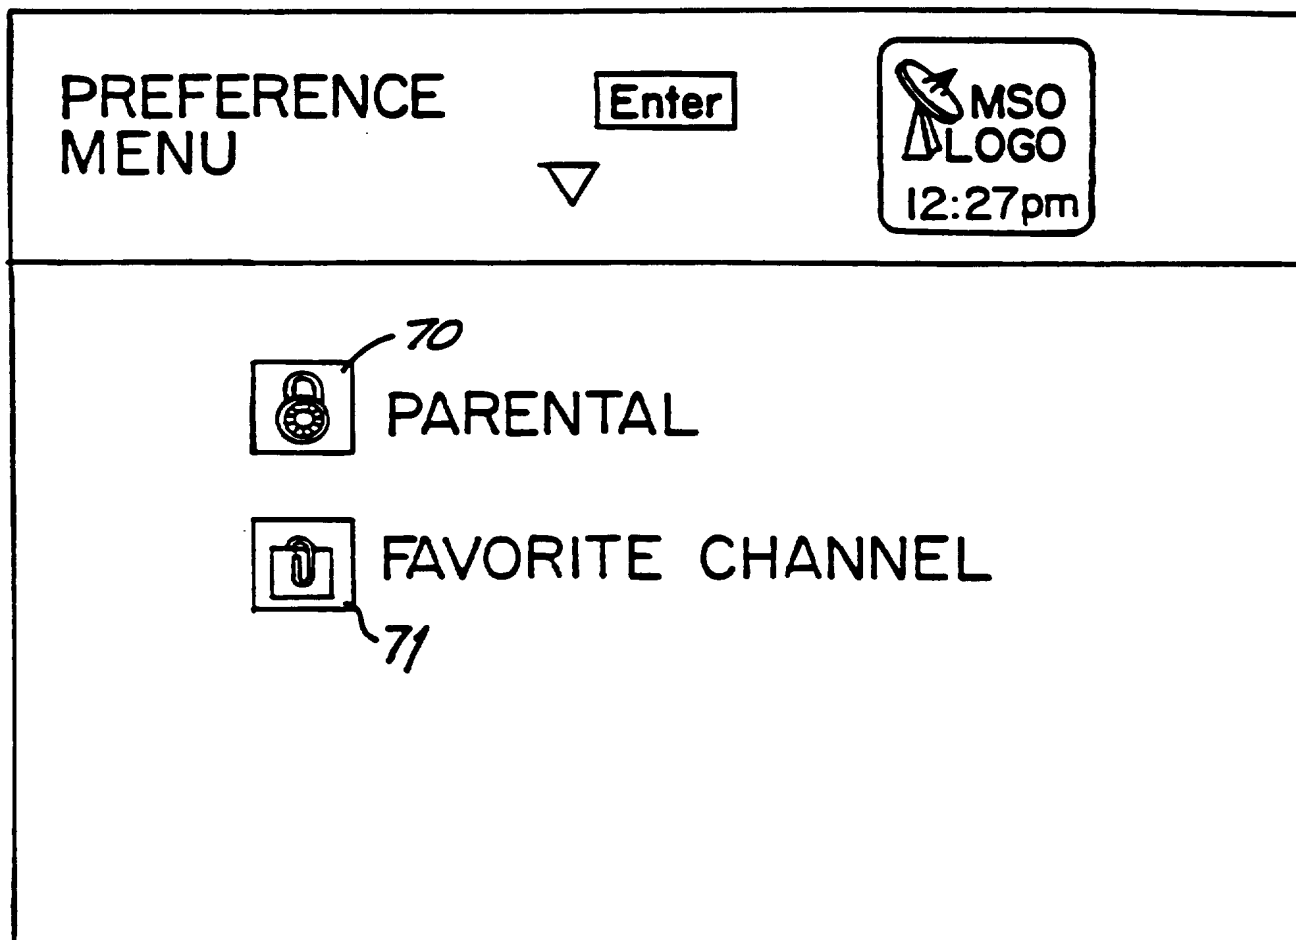 PREFERENCE
MENU
Enter
MSO
LOGO
12:27pm
70
PARENTAL
FAVORITE CHANNEL
71